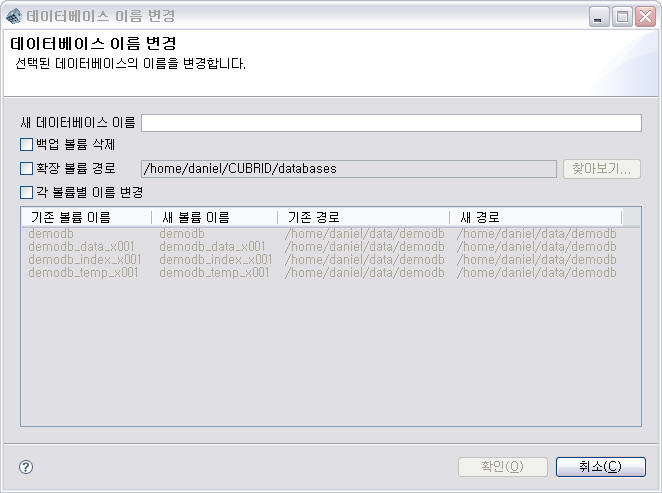 데이터베이스 이름 변경
데이터베이스 이름 변경
선택된 데이터베이스의 이름을 변경합니다.
새 데이터베이스 이름
백업 볼륨 삭제
확장 볼륨 경로 /home/daniel/CUBRID/databases 찾아보기...
각 볼륨별 이름 변경
기존 볼륨 이름 새 볼륨 이름 기존 경로 새 경로
demodb demodb /home/daniel/data/demodb /home/daniel/data/demodb
demodb_data_x001 demodb_data_x001 /home/daniel/data/demodb /home/daniel/data/demodb
demodb_index_x001 demodb_index_x001 /home/daniel/data/demodb /home/daniel/data/demodb
demodb_temp_x001 demodb_temp_x001 /home/daniel/data/demodb /home/daniel/data/demodb
? 확인(O) 취소(C)